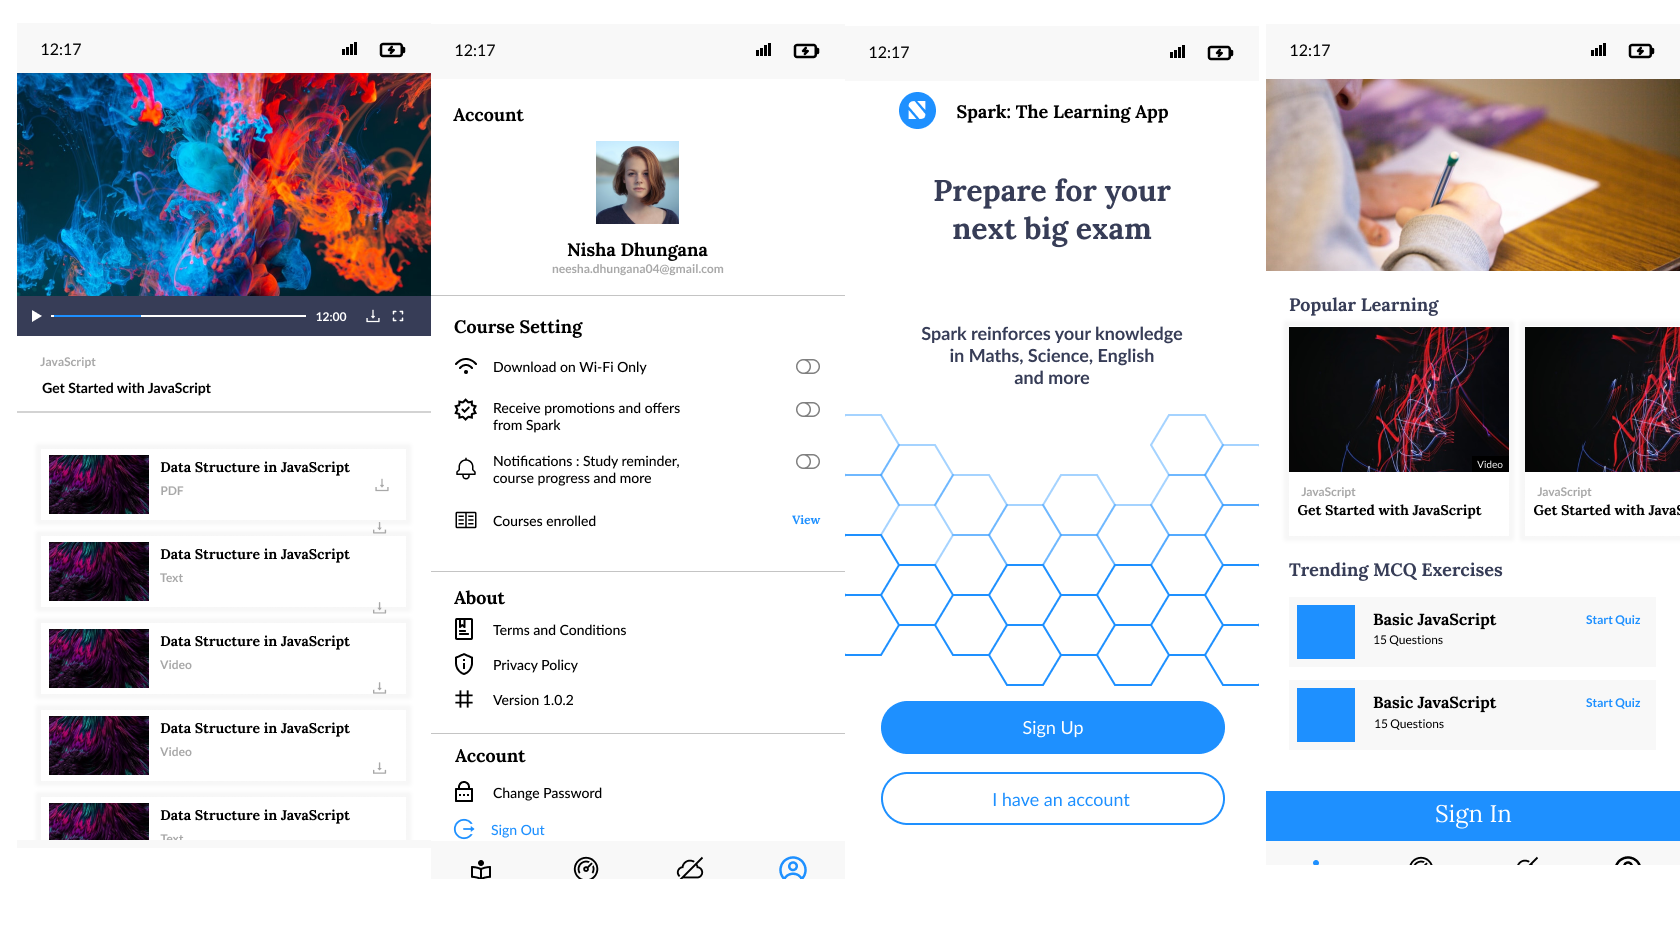 12:17
12:00
JavaScript
Get Started with JavaScript
Data Structure in JavaScript
PDF
Data Structure in JavaScript
Text
Data Structure in JavaScript
Video
Data Structure in JavaScript
Video
Data Structure in JavaScript
Text
12:17
Account
Nisha Dhungana
neesha.dhungana04@gmail.com
Course Setting
Download on Wi-Fi Only
Receive promotions and offers
from Spark
Notifications : Study reminder,
course progress and more
Courses enrolled
View
About
Terms and Conditions
Privacy Policy
Version 1.0.2
Account
Change Password
Sign Out
12:17
Spark: The Learning App
Prepare for your
next big exam
Spark reinforces your knowledge
in Maths, Science, English
and more
Sign Up
I have an account
12:17
Popular Learning
Video
JavaScript
Get Started with JavaScript
JavaScript
Get Started with JavaS
Trending MCQ Exercises
Basic JavaScript
15 Questions
Start Quiz
Basic JavaScript
15 Questions
Start Quiz
Sign In